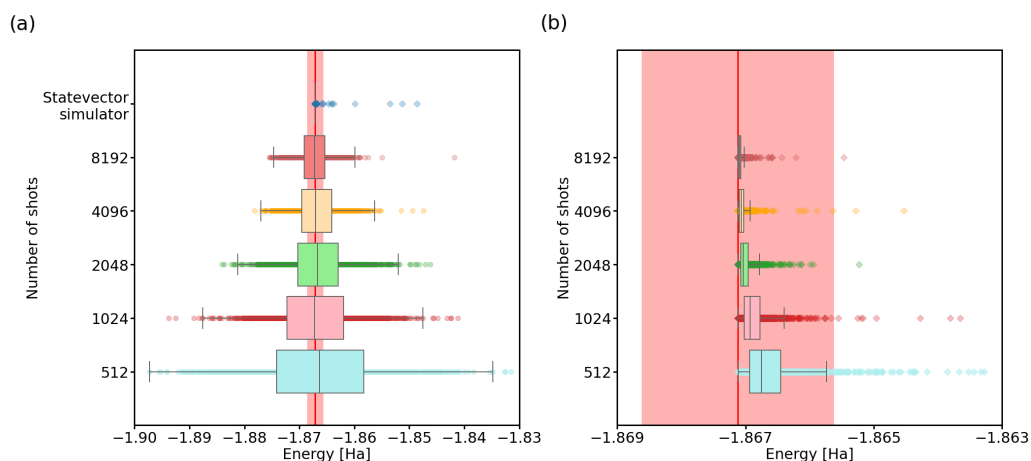 (a)
Number of shots
Statevector
simulator
8192
4096
2048
1024
512
−1.90 −1.89 −1.88 −1.87 −1.86 −1.85 −1.84 −1.83
Energy [Ha]
(b)
Number of shots
8192
4096
2048
1024
512
−1.869 −1.867 −1.865 −1.863
Energy [Ha]